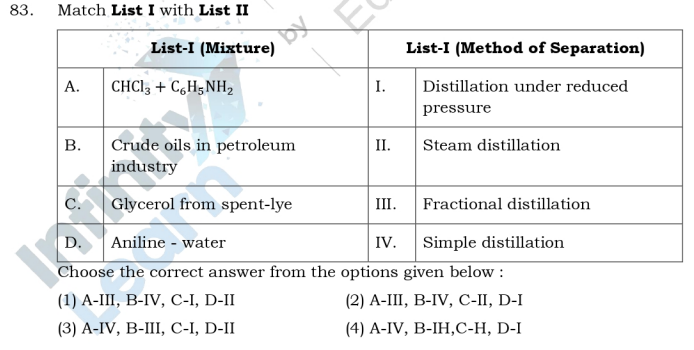 83. Match List I with List II
List-I (Mixture) List-I (Method of Separation)
A. CHCl₃ + C₆H₅NH₂ I. Distillation under reduced
pressure
B. Crude oils in petroleum II. Steam distillation
industry
C. Glycerol from spent-lye III. Fractional distillation
D. Aniline - water IV. Simple distillation
Choose the correct answer from the options given below :
(1) A-III, B-IV, C-I, D-II (2) A-III, B-IV, C-II, D-I
(3) A-IV, B-III, C-I, D-II (4) A-IV, B-IH,C-H, D-I
Infinity
Learn
by